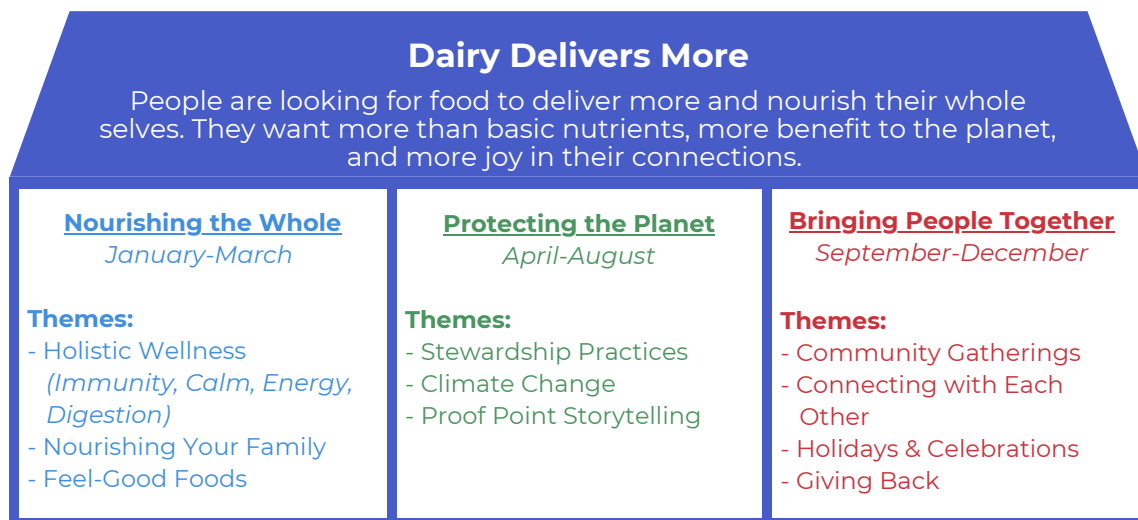 Dairy Delivers More
People are looking for food to deliver more and nourish their whole
selves. They want more than basic nutrients, more benefit to the planet,
and more joy in their connections.
Nourishing the Whole
January-March
Themes:
- Holistic Wellness
(Immunity, Calm, Energy,
Digestion)
- Nourishing Your Family
- Feel-Good Foods
Protecting the Planet
April-August
Themes:
- Stewardship Practices
- Climate Change
- Proof Point Storytelling
Bringing People Together
September-December
Themes:
- Community Gatherings
- Connecting with Each
Other
- Holidays & Celebrations
- Giving Back